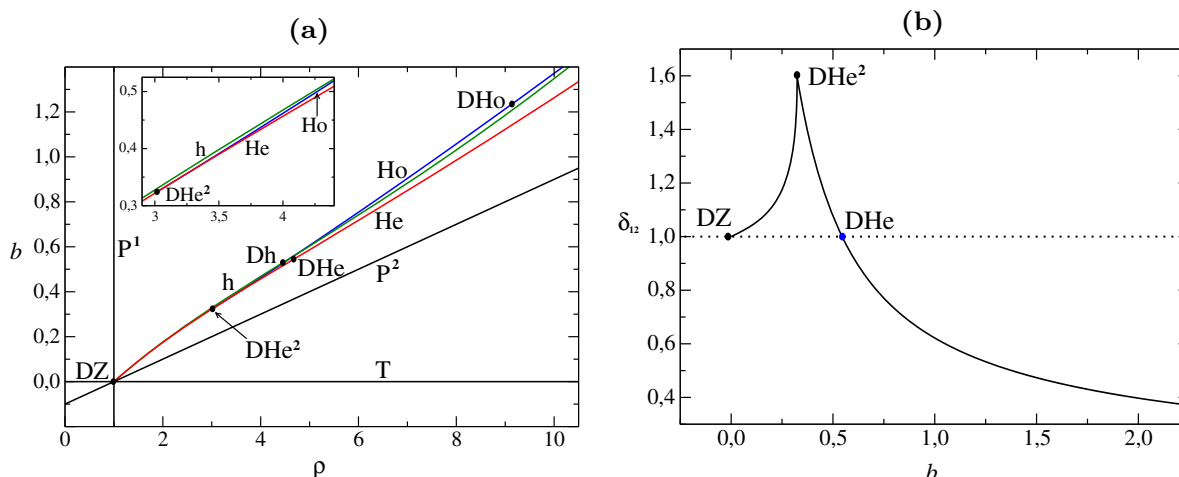 (a)
1,2
1,0
0,8
0,6
0,4
0,2
0,0
b
0
2
4
6
8
10
ρ
0,5
0,4
0,3
3
3,5
4
h
He
Ho
DHe²
DHo
Ho
He
P¹
Dh
DHe
P²
h
DHe²
DZ
T
(b)
1,6
1,4
1,2
1,0
0,8
0,6
0,4
δ₁₂
0,0
0,5
1,0
1,5
2,0
b
DHe²
DZ
DHe